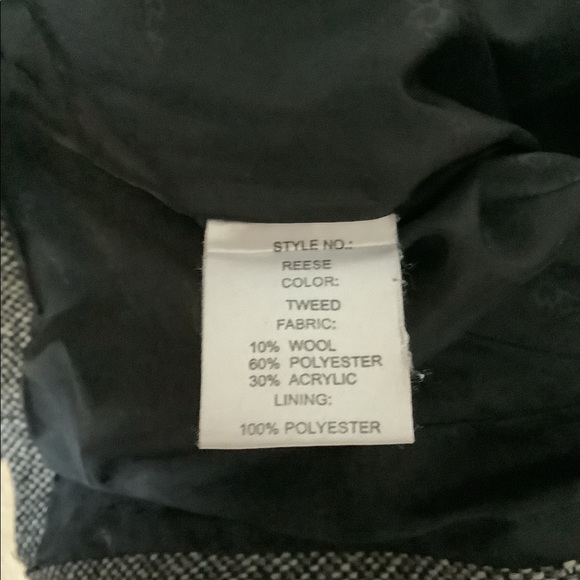 STYLE NO.:
REESE
COLOR:
TWEED
FABRIC:
10% WOOL
60% POLYESTER
30% ACRYLIC
LINING:
100% POLYESTER